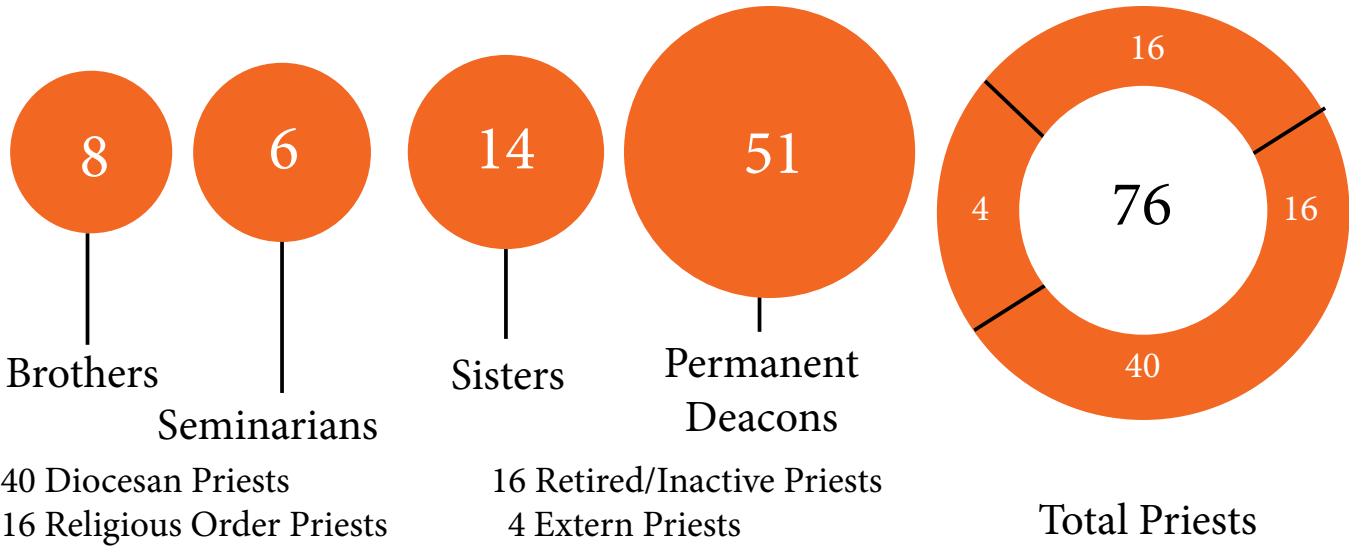 8
6
14
51
16
4
76
16
40
Brothers
Seminarians
Sisters
Permanent
Deacons
40 Diocesan Priests
16 Religious Order Priests
16 Retired/Inactive Priests
4 Extern Priests
Total Priests